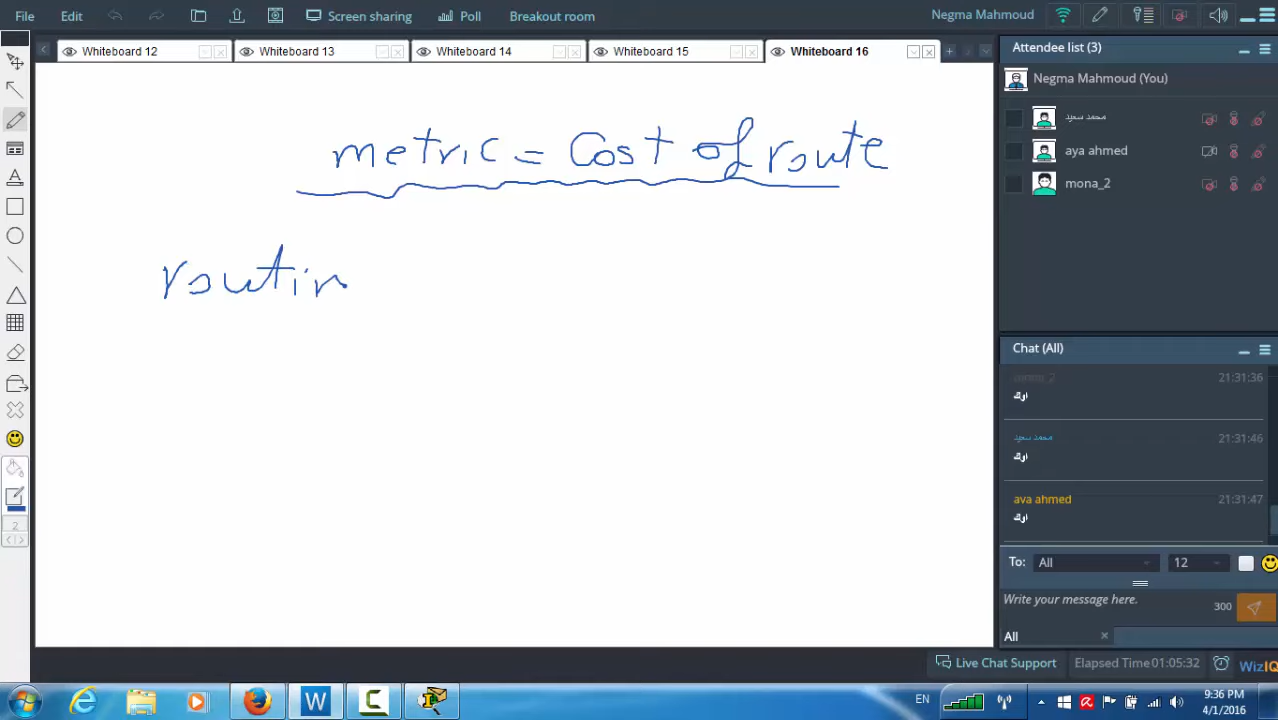 File Edit Screen sharing Poll Breakout room Negma Mahmoud
Whiteboard 12 Whiteboard 13 Whiteboard 14 Whiteboard 15 Whiteboard 16
metric = Cost of route
routin
2
Attendee list (3)
Negma Mahmoud (You)
محمد سعيد
aya ahmed
mona_2
Chat (All)
mona_2 21:31:36
اوك
محمد سعيد 21:31:46
اوك
aya ahmed 21:31:47
اوك
To: All 12
Write your message here. 300
All
Live Chat Support Elapsed Time 01:05:32 WizIQ
W C EN 9:36 PM
4/1/2016